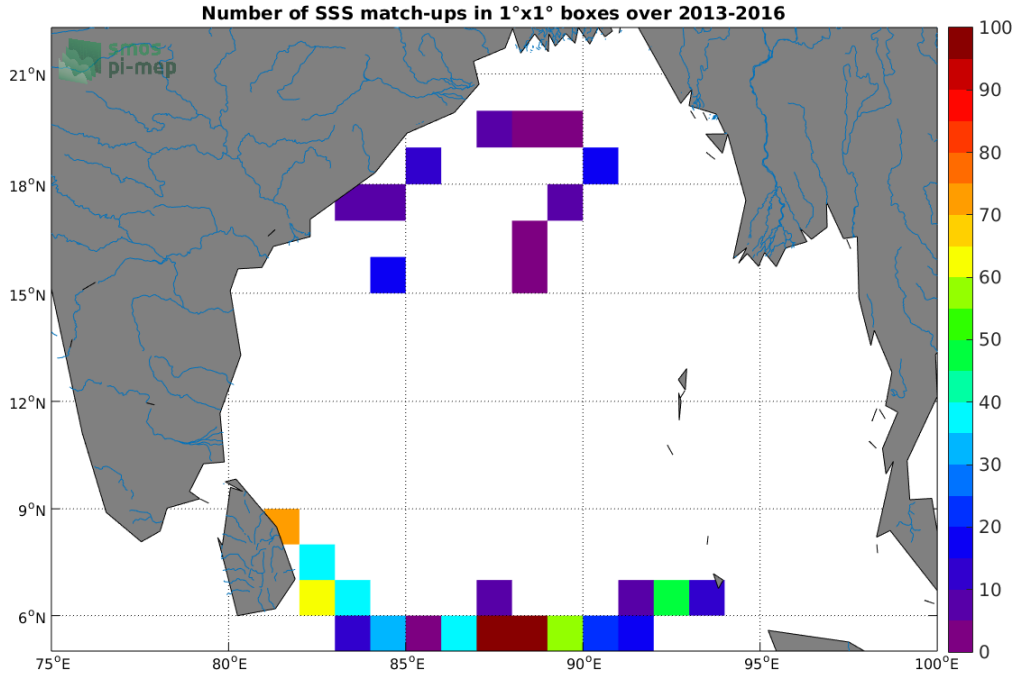 Number of SSS match-ups in 1°x1° boxes over 2013-2016
smos
pi-mep
21°N
18°N
15°N
12°N
9°N
6°N
75°E
80°E
85°E
90°E
95°E
100°E
100
90
80
70
60
50
40
30
20
10
0